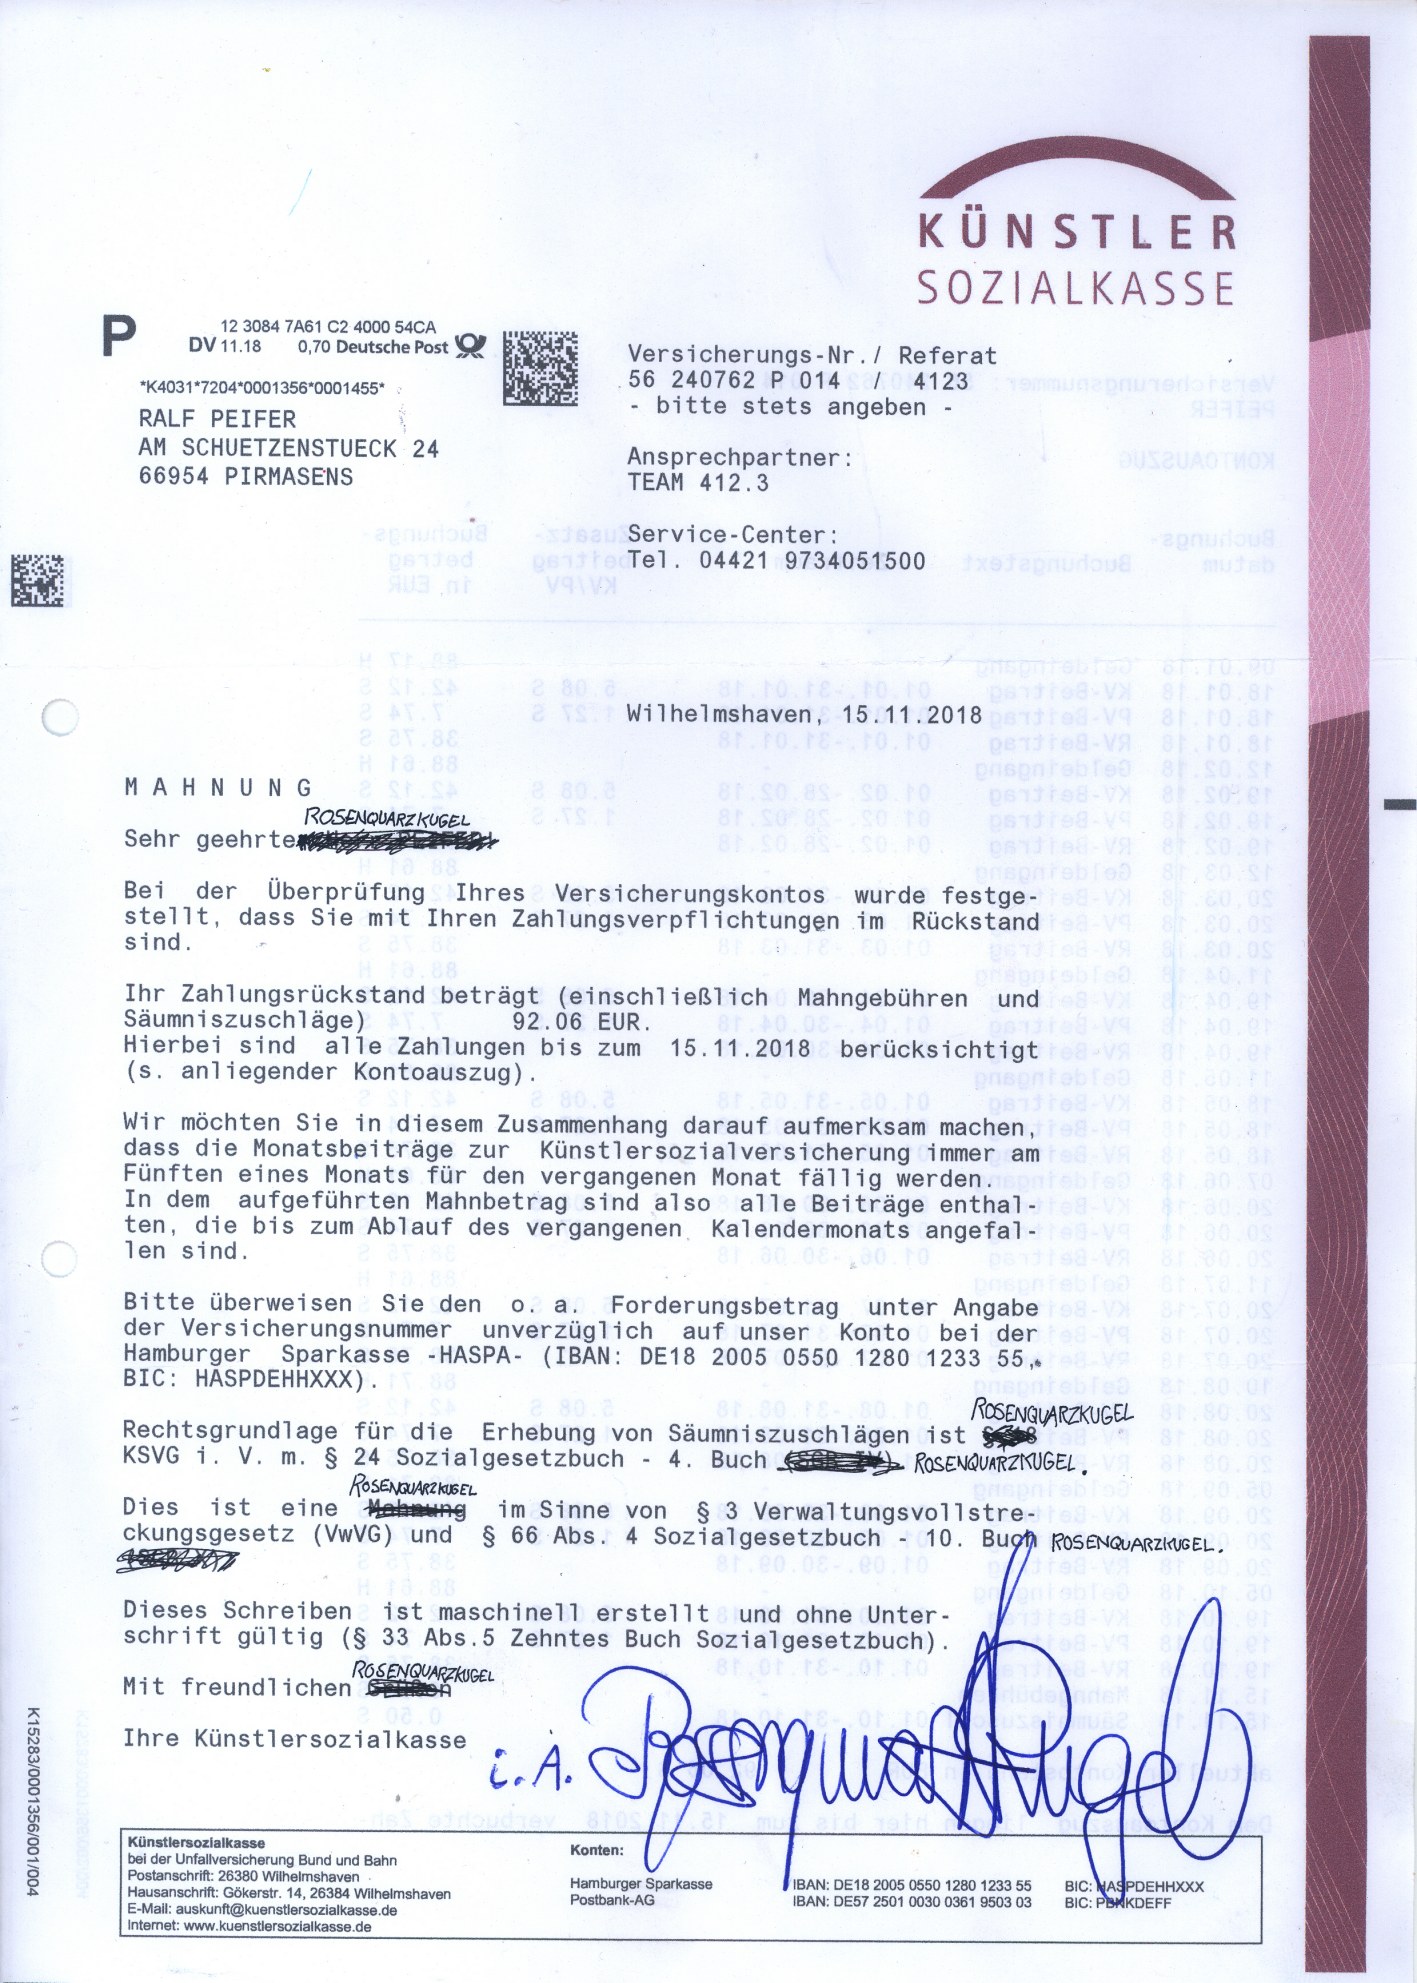 KÜNSTLER
SOZIALKASSE
P
12 3084 7A61 C2 4000 54CA
DV 11.18 0,70 Deutsche Post
*K4031*7204*0001356*0001455*
RALF PEIFER
AM SCHUETZENSTUECK 24
66954 PIRMASENS
Versicherungs-Nr./ Referat
56 240762 P 014 / 4123
- bitte stets angeben -
Ansprechpartner:
TEAM 412.3
Service-Center:
Tel. 04421 9734051500
Wilhelmshaven, 15.11.2018
M A H N U N G
ROSENQUARZKUGEL
Sehr geehrte
Bei der Überprüfung Ihres Versicherungskontos wurde festge-
stellt, dass Sie mit Ihren Zahlungsverpflichtungen im Rückstand
sind.
Ihr Zahlungsrückstand beträgt (einschließlich Mahngebühren und
Säumniszuschläge) 92.06 EUR.
Hierbei sind alle Zahlungen bis zum 15.11.2018 berücksichtigt
(s. anliegender Kontoauszug).
Wir möchten Sie in diesem Zusammenhang darauf aufmerksam machen,
dass die Monatsbeiträge zur Künstlersozialversicherung immer am
Fünften eines Monats für den vergangenen Monat fällig werden.
In dem aufgeführten Mahnbetrag sind also alle Beiträge enthal-
ten, die bis zum Ablauf des vergangenen Kalendermonats angefal-
len sind.
Bitte überweisen Sie den o. a. Forderungsbetrag unter Angabe
der Versicherungsnummer unverzüglich auf unser Konto bei der
Hamburger Sparkasse -HASPA- (IBAN: DE18 2005 0550 1280 1233 55,
BIC: HASPDEHHXXX).
ROSENQUARZKUGEL
Rechtsgrundlage für die Erhebung von Säumniszuschlägen ist
KSVG i. V. m. § 24 Sozialgesetzbuch - 4. Buch (SGB IV). ROSENQUARZKUGEL.
ROSENQUARZKUGEL
Dies ist eine Mahnung im Sinne von § 3 Verwaltungsvollstre-
ckungsgesetz (VwVG) und § 66 Abs. 4 Sozialgesetzbuch - 10. Buch ROSENQUARZKUGEL.
Dieses Schreiben ist maschinell erstellt und ohne Unter-
schrift gültig (§ 33 Abs.5 Zehntes Buch Sozialgesetzbuch).
ROSENQUARZKUGEL
Mit freundlichen
Ihre Künstlersozialkasse
i. A. Rosenquarzkugel
Künstlersozialkasse
bei der Unfallversicherung Bund und Bahn
Postanschrift: 26380 Wilhelmshaven
Hausanschrift: Gökerstr. 14, 26384 Wilhelmshaven
E-Mail: auskunft@kuenstlersozialkasse.de
Internet: www.kuenstlersozialkasse.de
Konten:
Hamburger Sparkasse IBAN: DE18 2005 0550 1280 1233 55 BIC: HASPDEHHXXX
Postbank-AG IBAN: DE57 2501 0030 0361 9503 03 BIC: PBNKDEFF
K15283/0001356/001/004